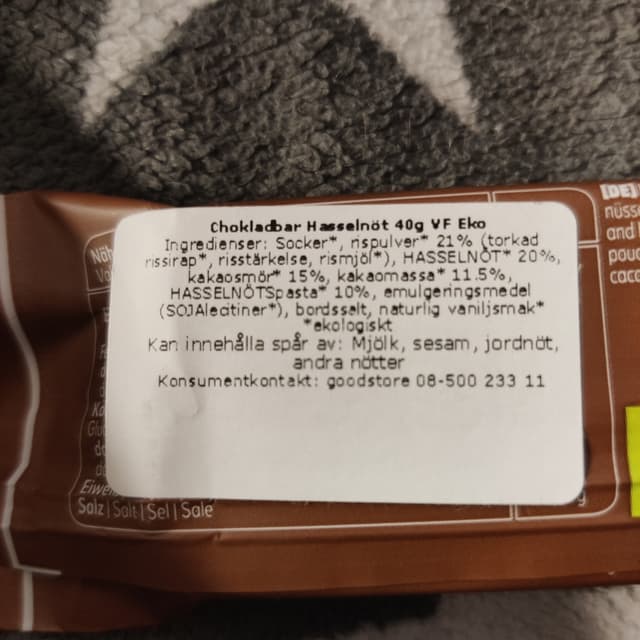 Chokladbar Hasselnöt 40g VF Eko
Ingredienser: Socker*, rispulver* 21% (torkad
rissirap*, risstärkelse, rismjöl*), HASSELNÖT* 20%,
kakaosmör* 15%, kakaomassa* 11.5%,
HASSELNÖTSpasta* 10%, emulgeringsmedel
(SOJAlecitiner*), bordssalt, naturlig vaniljsmak*
*ekologiskt
Kan innehålla spår av: Mjölk, sesam, jordnöt,
andra nötter
Konsumentkontakt: goodstore 08-500 233 11
Salz | Salt | Sel | Sale
[DE]
nüsse
and